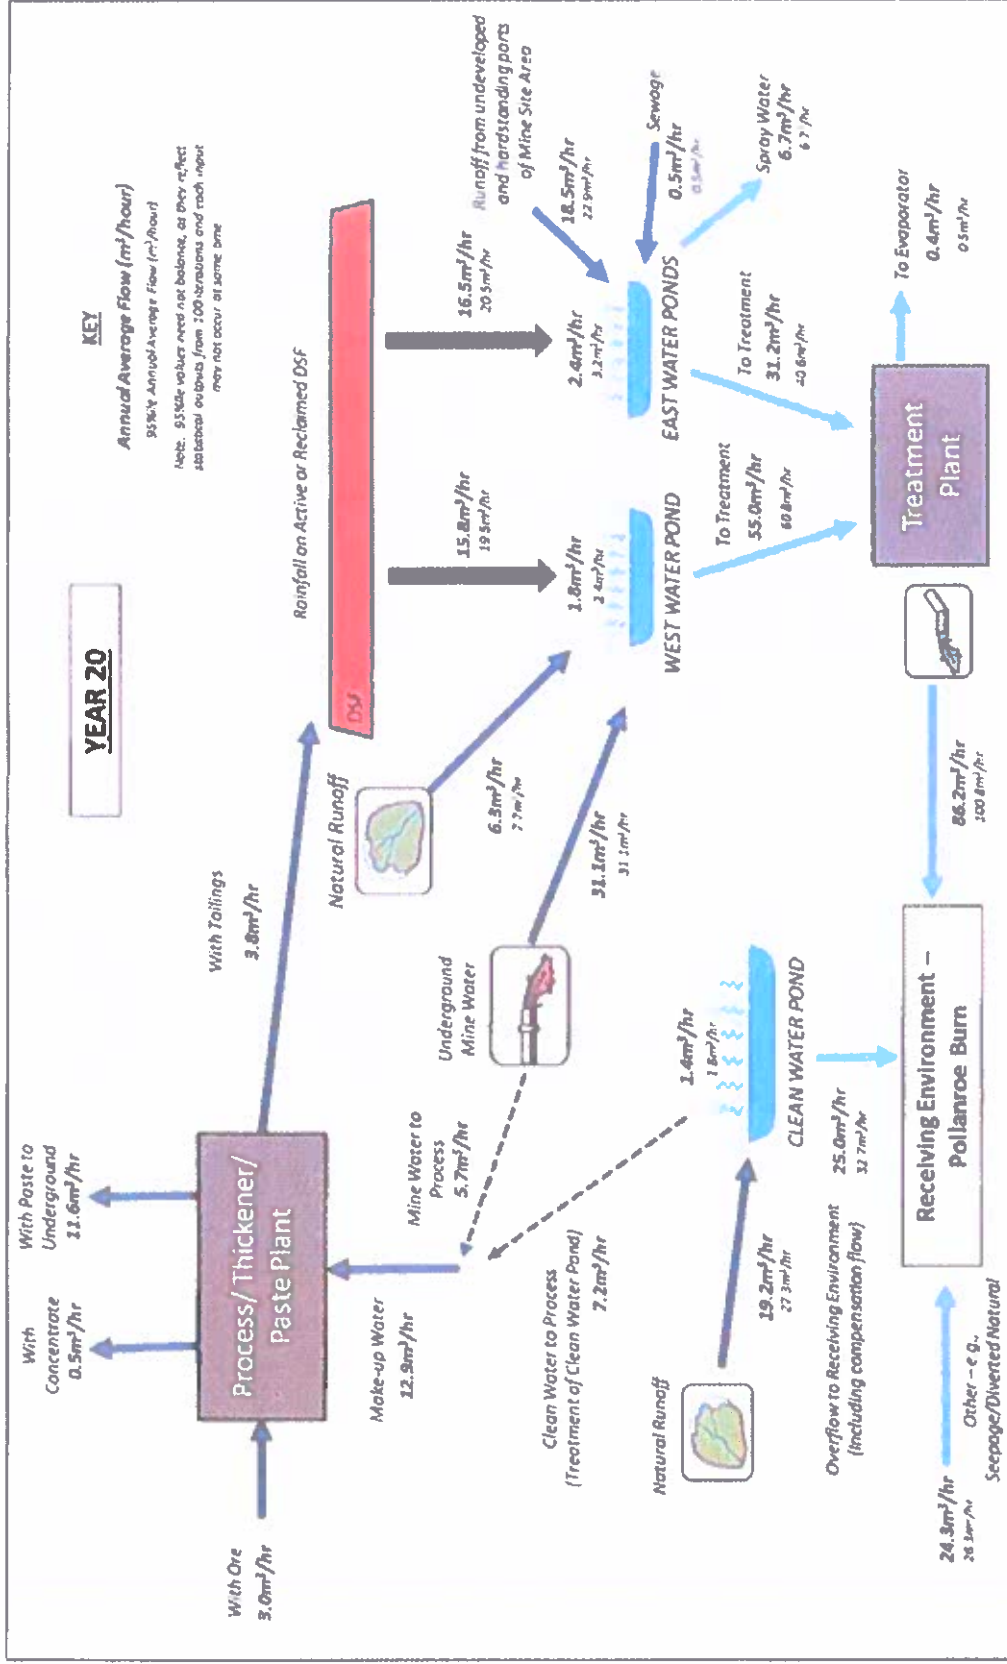 YEAR 20
KEY
Annual Average Flow (m³/hour)
95%ile Annual Average Flow (m³/hour)
Note. 95%ile values need not balance, as they reflect
statistical outputs from 100 iterations and each input
may not occur at same time
With
Concentrate
0.5m³/hr
With Paste to
Underground
11.6m³/hr
With Ore
3.0m³/hr
Process/Thickener/
Paste Plant
With Tailings
3.8m³/hr
Make-up Water
12.9m³/hr
Mine Water to
Process
5.7m³/hr
Clean Water to Process
(Treatment of Clean Water Pond)
7.2m³/hr
Underground
Mine Water
31.1m³/hr
31.1m³/hr
Natural Runoff
6.3m³/hr
7.7m³/hr
Rainfall on Active or Reclaimed DSF
DSF
15.8m³/hr
19.5m³/hr
16.5m³/hr
20.5m³/hr
Runoff from undeveloped
and hardstanding parts
of Mine Site Area
18.5m³/hr
22.9m³/hr
Sewage
0.5m³/hr
0.5m³/hr
Spray Water
6.7m³/hr
1.8m³/hr
2.4m³/hr
WEST WATER POND
2.4m³/hr
3.2m³/hr
EAST WATER PONDS
To Treatment
55.0m³/hr
60.8m³/hr
To Treatment
31.2m³/hr
40.6m³/hr
To Evaporator
0.4m³/hr
0.5m³/hr
Treatment
Plant
86.2m³/hr
100.8m³/hr
Natural Runoff
19.2m³/hr
27.3m³/hr
1.4m³/hr
1.8m³/hr
CLEAN WATER POND
Overflow to Receiving Environment
(Including compensation flow)
25.0m³/hr
32.7m³/hr
Receiving Environment –
Pollanroe Burn
24.3m³/hr
Other – e.g.,
Seepage/Diverted Natural